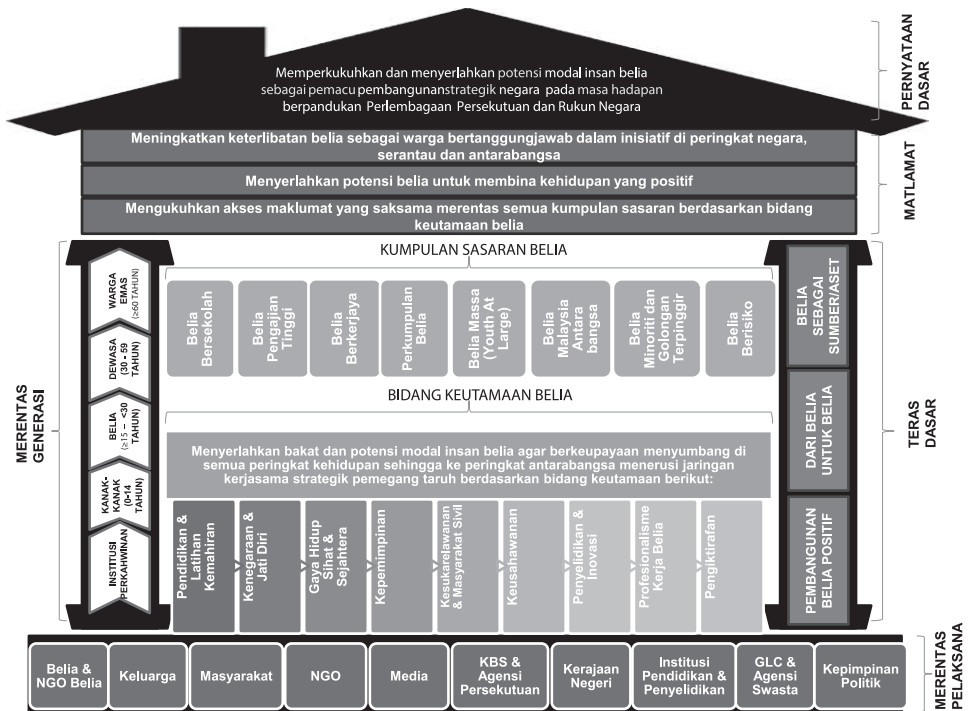 Memperkukuhkan dan menyerlahkan potensi modal insan belia
sebagai pemacu pembangunanstrategik negara pada masa hadapan
berpandukan Perlembagaan Persekutuan dan Rukun Negara
PERNYATAAN
DASAR
Meningkatkan keterlibatan belia sebagai warga bertanggungjawab dalam inisiatif di peringkat negara,
serantau dan antarabangsa
Menyerlahkan potensi belia untuk membina kehidupan yang positif
Mengukuhkan akses maklumat yang saksama merentas semua kumpulan sasaran berdasarkan bidang
keutamaan belia
MATLAMAT
MERENTAS
GENERASI
WARGA
EMAS
(≥60 TAHUN)
DEWASA
(30 - 59
TAHUN)
BELIA
(≥15 – <30
TAHUN)
KANAK-
KANAK
(0-14
TAHUN)
INSTITUSI
PERKAHWINAN
KUMPULAN SASARAN BELIA
Belia
Bersekolah
Belia
Pengajian
Tinggi
Belia
Berkerjaya
Perkumpulan
Belia
Belia Massa
(Youth At
Large)
Belia
Malaysia
Antara
bangsa
Belia
Minoriti dan
Golongan
Terpinggir
Belia
Berisiko
BIDANG KEUTAMAAN BELIA
Menyerlahkan bakat dan potensi modal insan belia agar berkeupayaan menyumbang di
semua peringkat kehidupan sehingga ke peringkat antarabangsa menerusi jaringan
kerjasama strategik pemegang taruh berdasarkan bidang keutamaan berikut:
Pendidikan &
Latihan
Kemahiran
Kenegaraan &
Jati Diri
Gaya Hidup
Sihat &
Sejahtera
Kepemimpinan
Kesukarelawanan
& Masyarakat Sivil
Keusahawanan
Penyelidikan &
Inovasi
Profesionalisme
Kerja Belia
Pengiktirafan
BELIA
SEBAGAI
SUMBER/ASET
DARI BELIA
UNTUK BELIA
PEMBANGUNAN
BELIA POSITIF
TERAS
DASAR
Belia &
NGO Belia
Keluarga
Masyarakat
NGO
Media
KBS &
Agensi
Persekutuan
Kerajaan
Negeri
Institusi
Pendidikan &
Penyelidikan
GLC &
Agensi
Swasta
Kepimpinan
Politik
MERENTAS
PELAKSANA